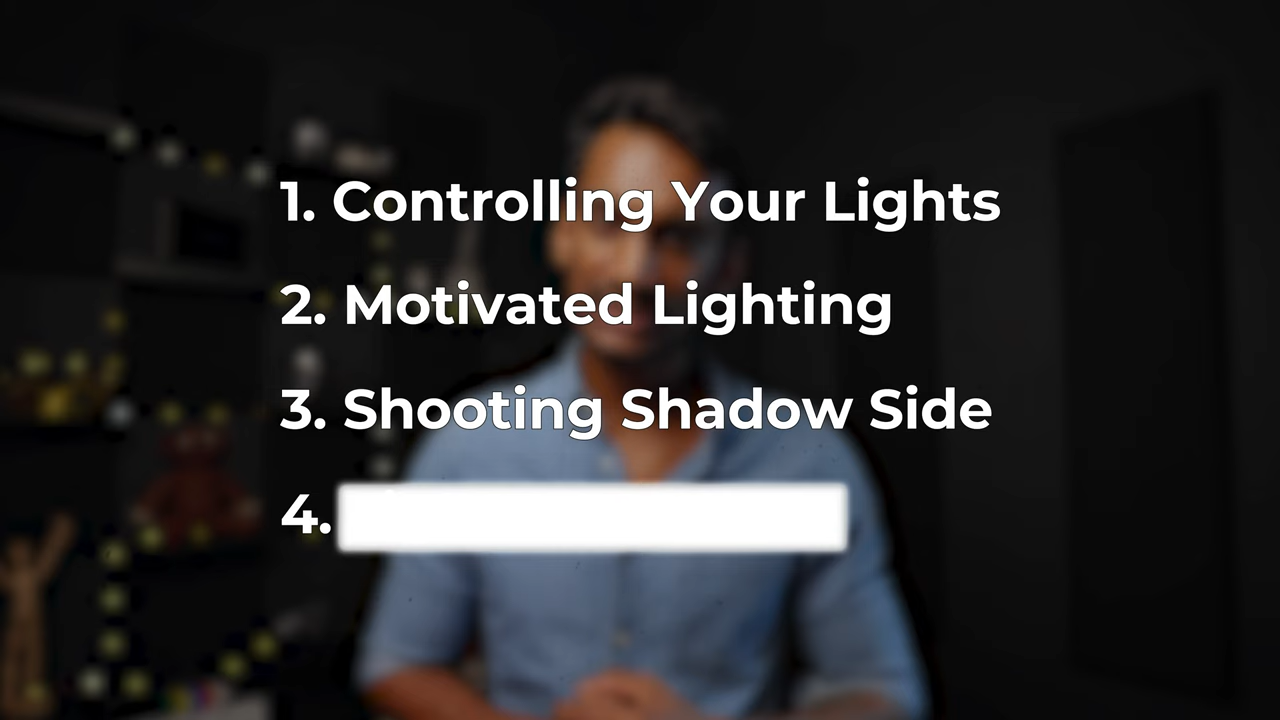 1. Controlling Your Lights
2. Motivated Lighting
3. Shooting Shadow Side
4.